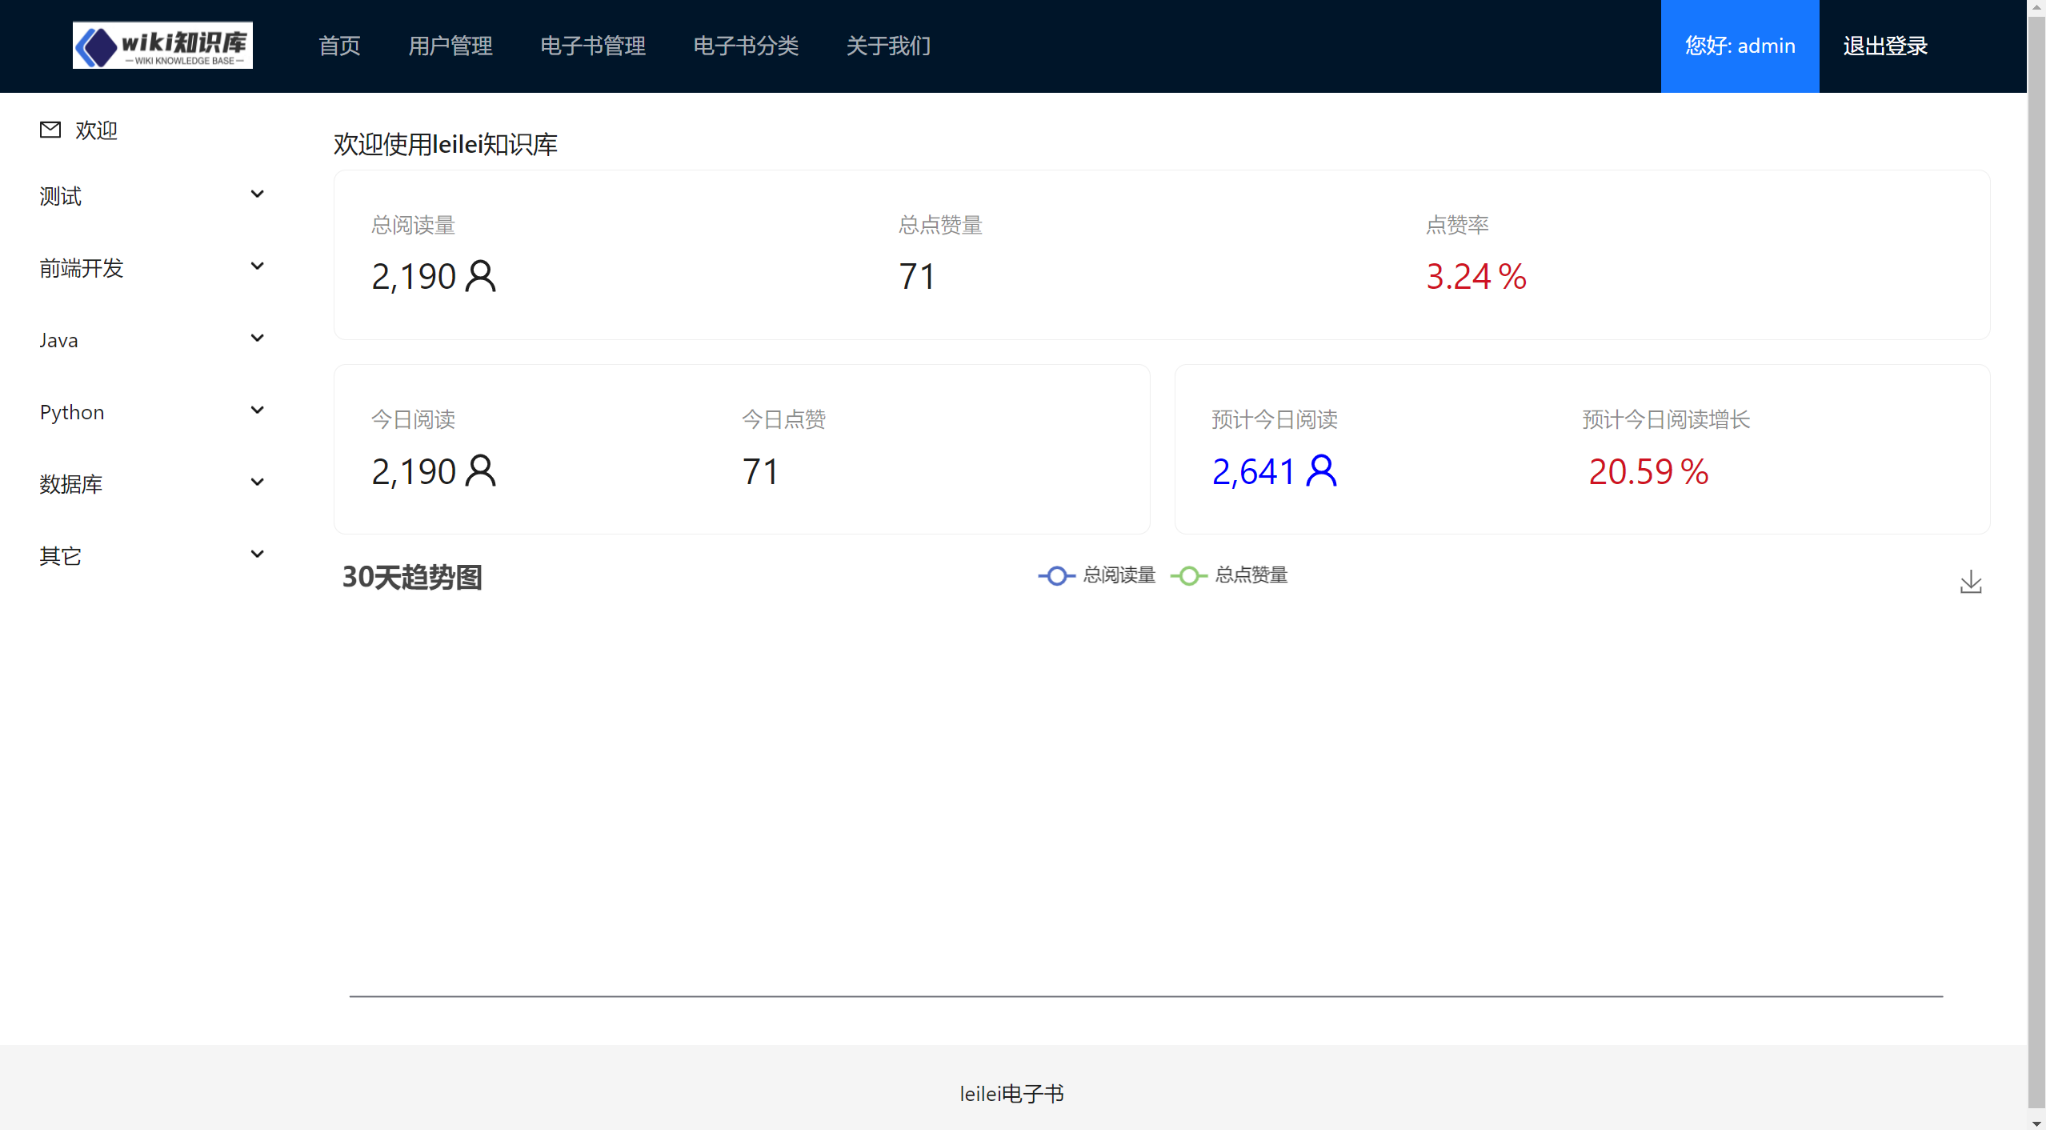 wiki知识库
—WIKI KNOWLEDGE BASE—
首页 用户管理 电子书管理 电子书分类 关于我们 您好: admin 退出登录
欢迎
测试
前端开发
Java
Python
数据库
其它
欢迎使用leilei知识库
总阅读量 总点赞量 点赞率
2,190 71 3.24%
今日阅读 今日点赞 预计今日阅读 预计今日阅读增长
2,190 71 2,641 20.59%
30天趋势图 总阅读量 总点赞量
leilei电子书